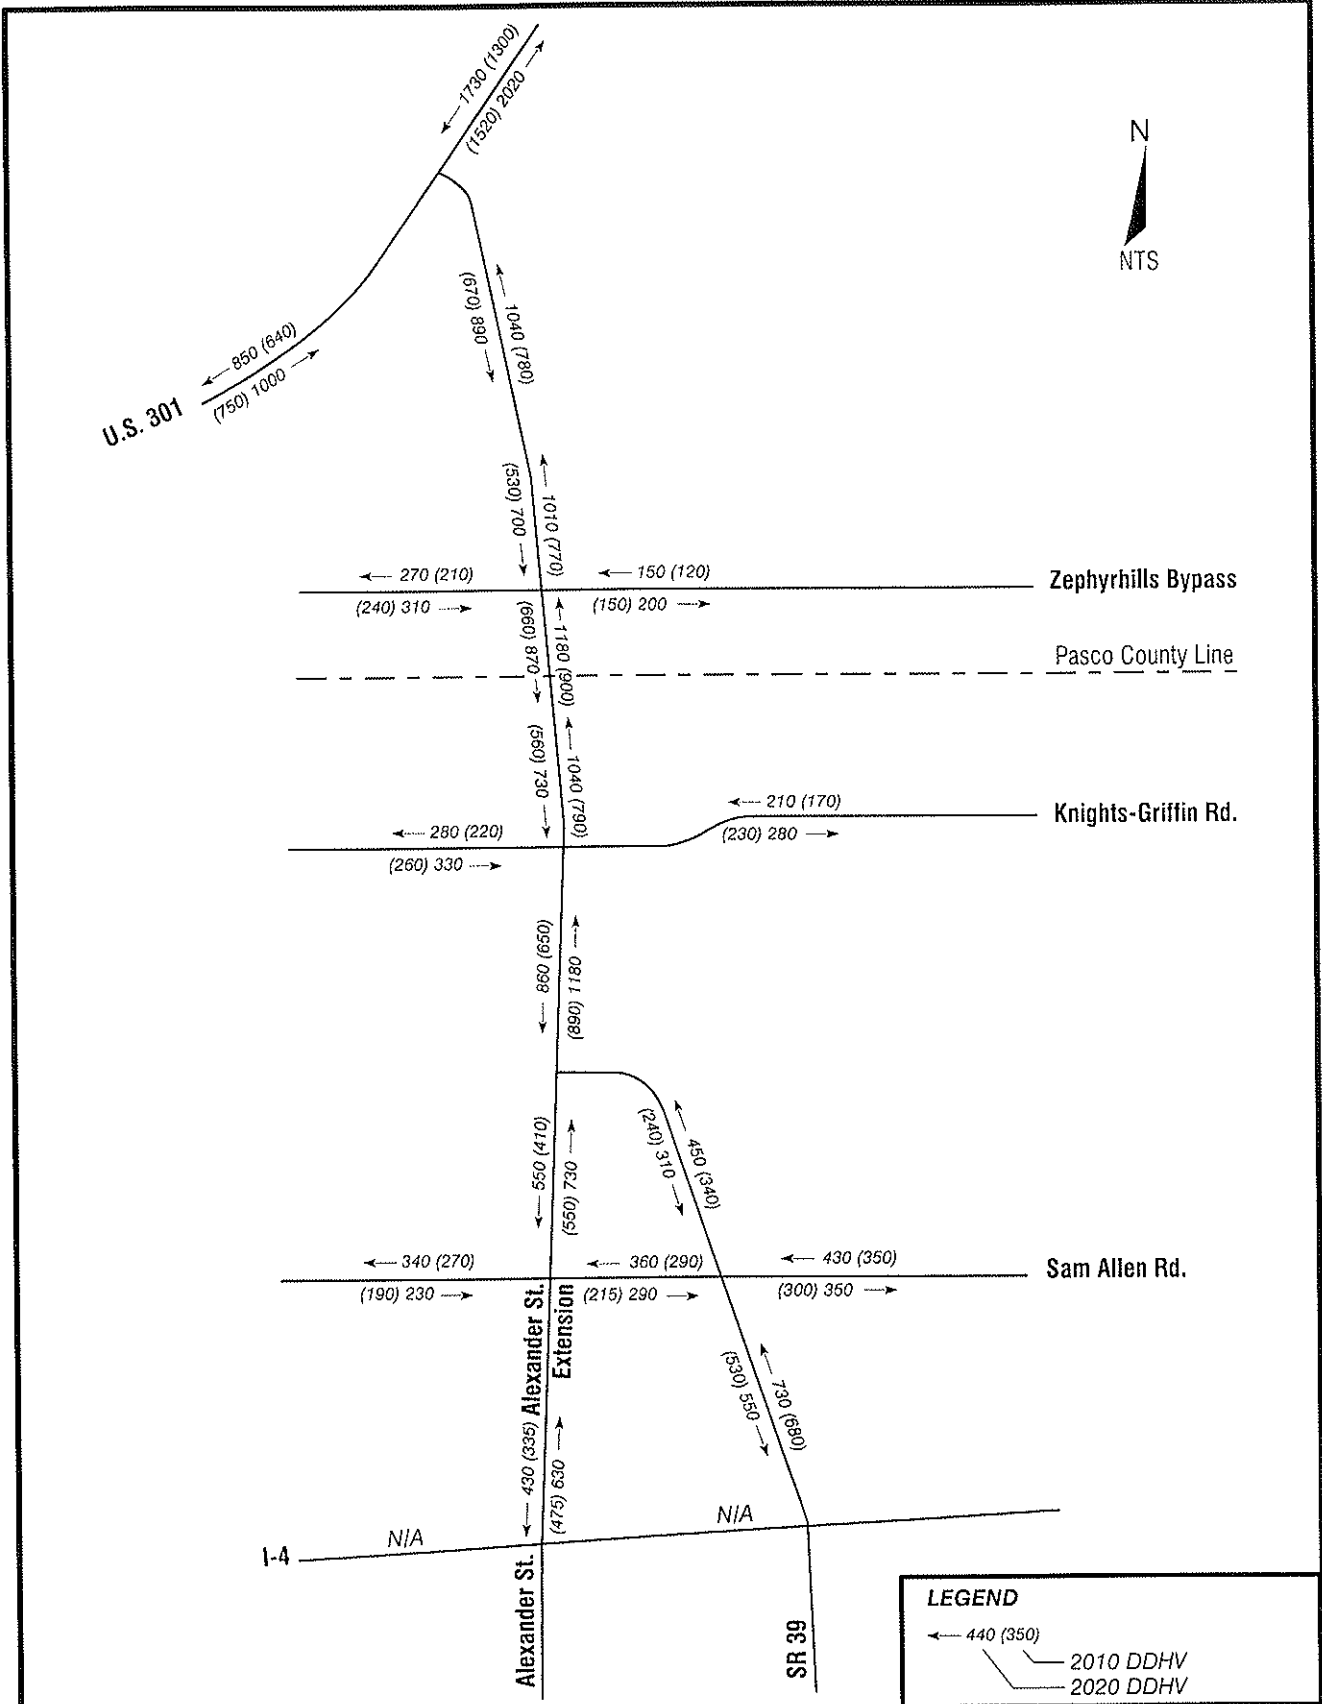 1730 (1300)
(1520) 2020
N
NTS
850 (640)
(750) 1000
U.S. 301
(670) 890
1040 (780)
(530) 700
1010 (770)
270 (210)
150 (120)
Zephyrhills Bypass
(240) 310
(150) 200
(660) 870
1180 (900)
Pasco County Line
(560) 730
1040 (790)
210 (170)
Knights-Griffin Rd.
280 (220)
(230) 280
(260) 330
860 (650)
(890) 1180
550 (410)
(550) 730
(240) 310
450 (340)
340 (270)
360 (290)
430 (350)
Sam Allen Rd.
(190) 230
(215) 290
(300) 350
Alexander St.
Extension
(530) 550
730 (680)
430 (335)
(475) 630
N/A
N/A
I-4
Alexander St.
SR 39
LEGEND
440 (350)
2010 DDHV
2020 DDHV